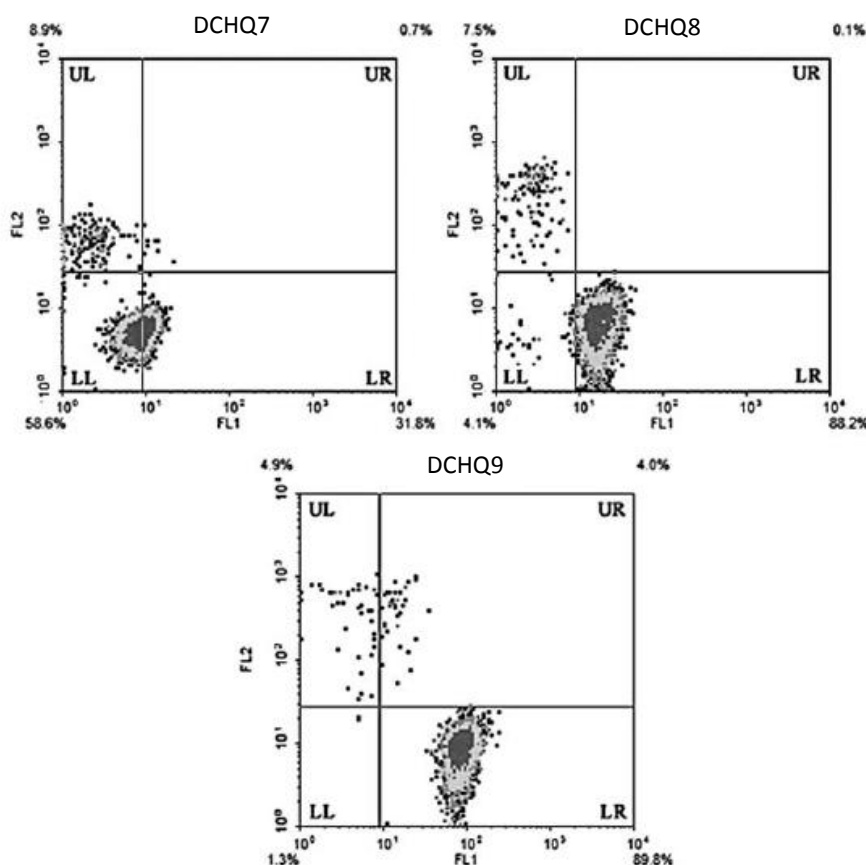 8.9% DCHQ7 0.7%
UL UR
10⁴
10³
FL2
10²
10¹
10⁰
LL LR
10⁰ 10¹ 10² 10³ 10⁴
58.6% FL1 31.8%
7.5% DCHQ8 0.1%
UL UR
10⁴
10³
FL2
10²
10¹
10⁰
LL LR
10⁰ 10¹ 10² 10³ 10⁴
4.1% FL1 88.2%
4.9% DCHQ9 4.0%
UL UR
10⁴
10³
FL2
10²
10¹
10⁰
LL LR
10⁰ 10¹ 10² 10³ 10⁴
1.3% FL1 89.8%